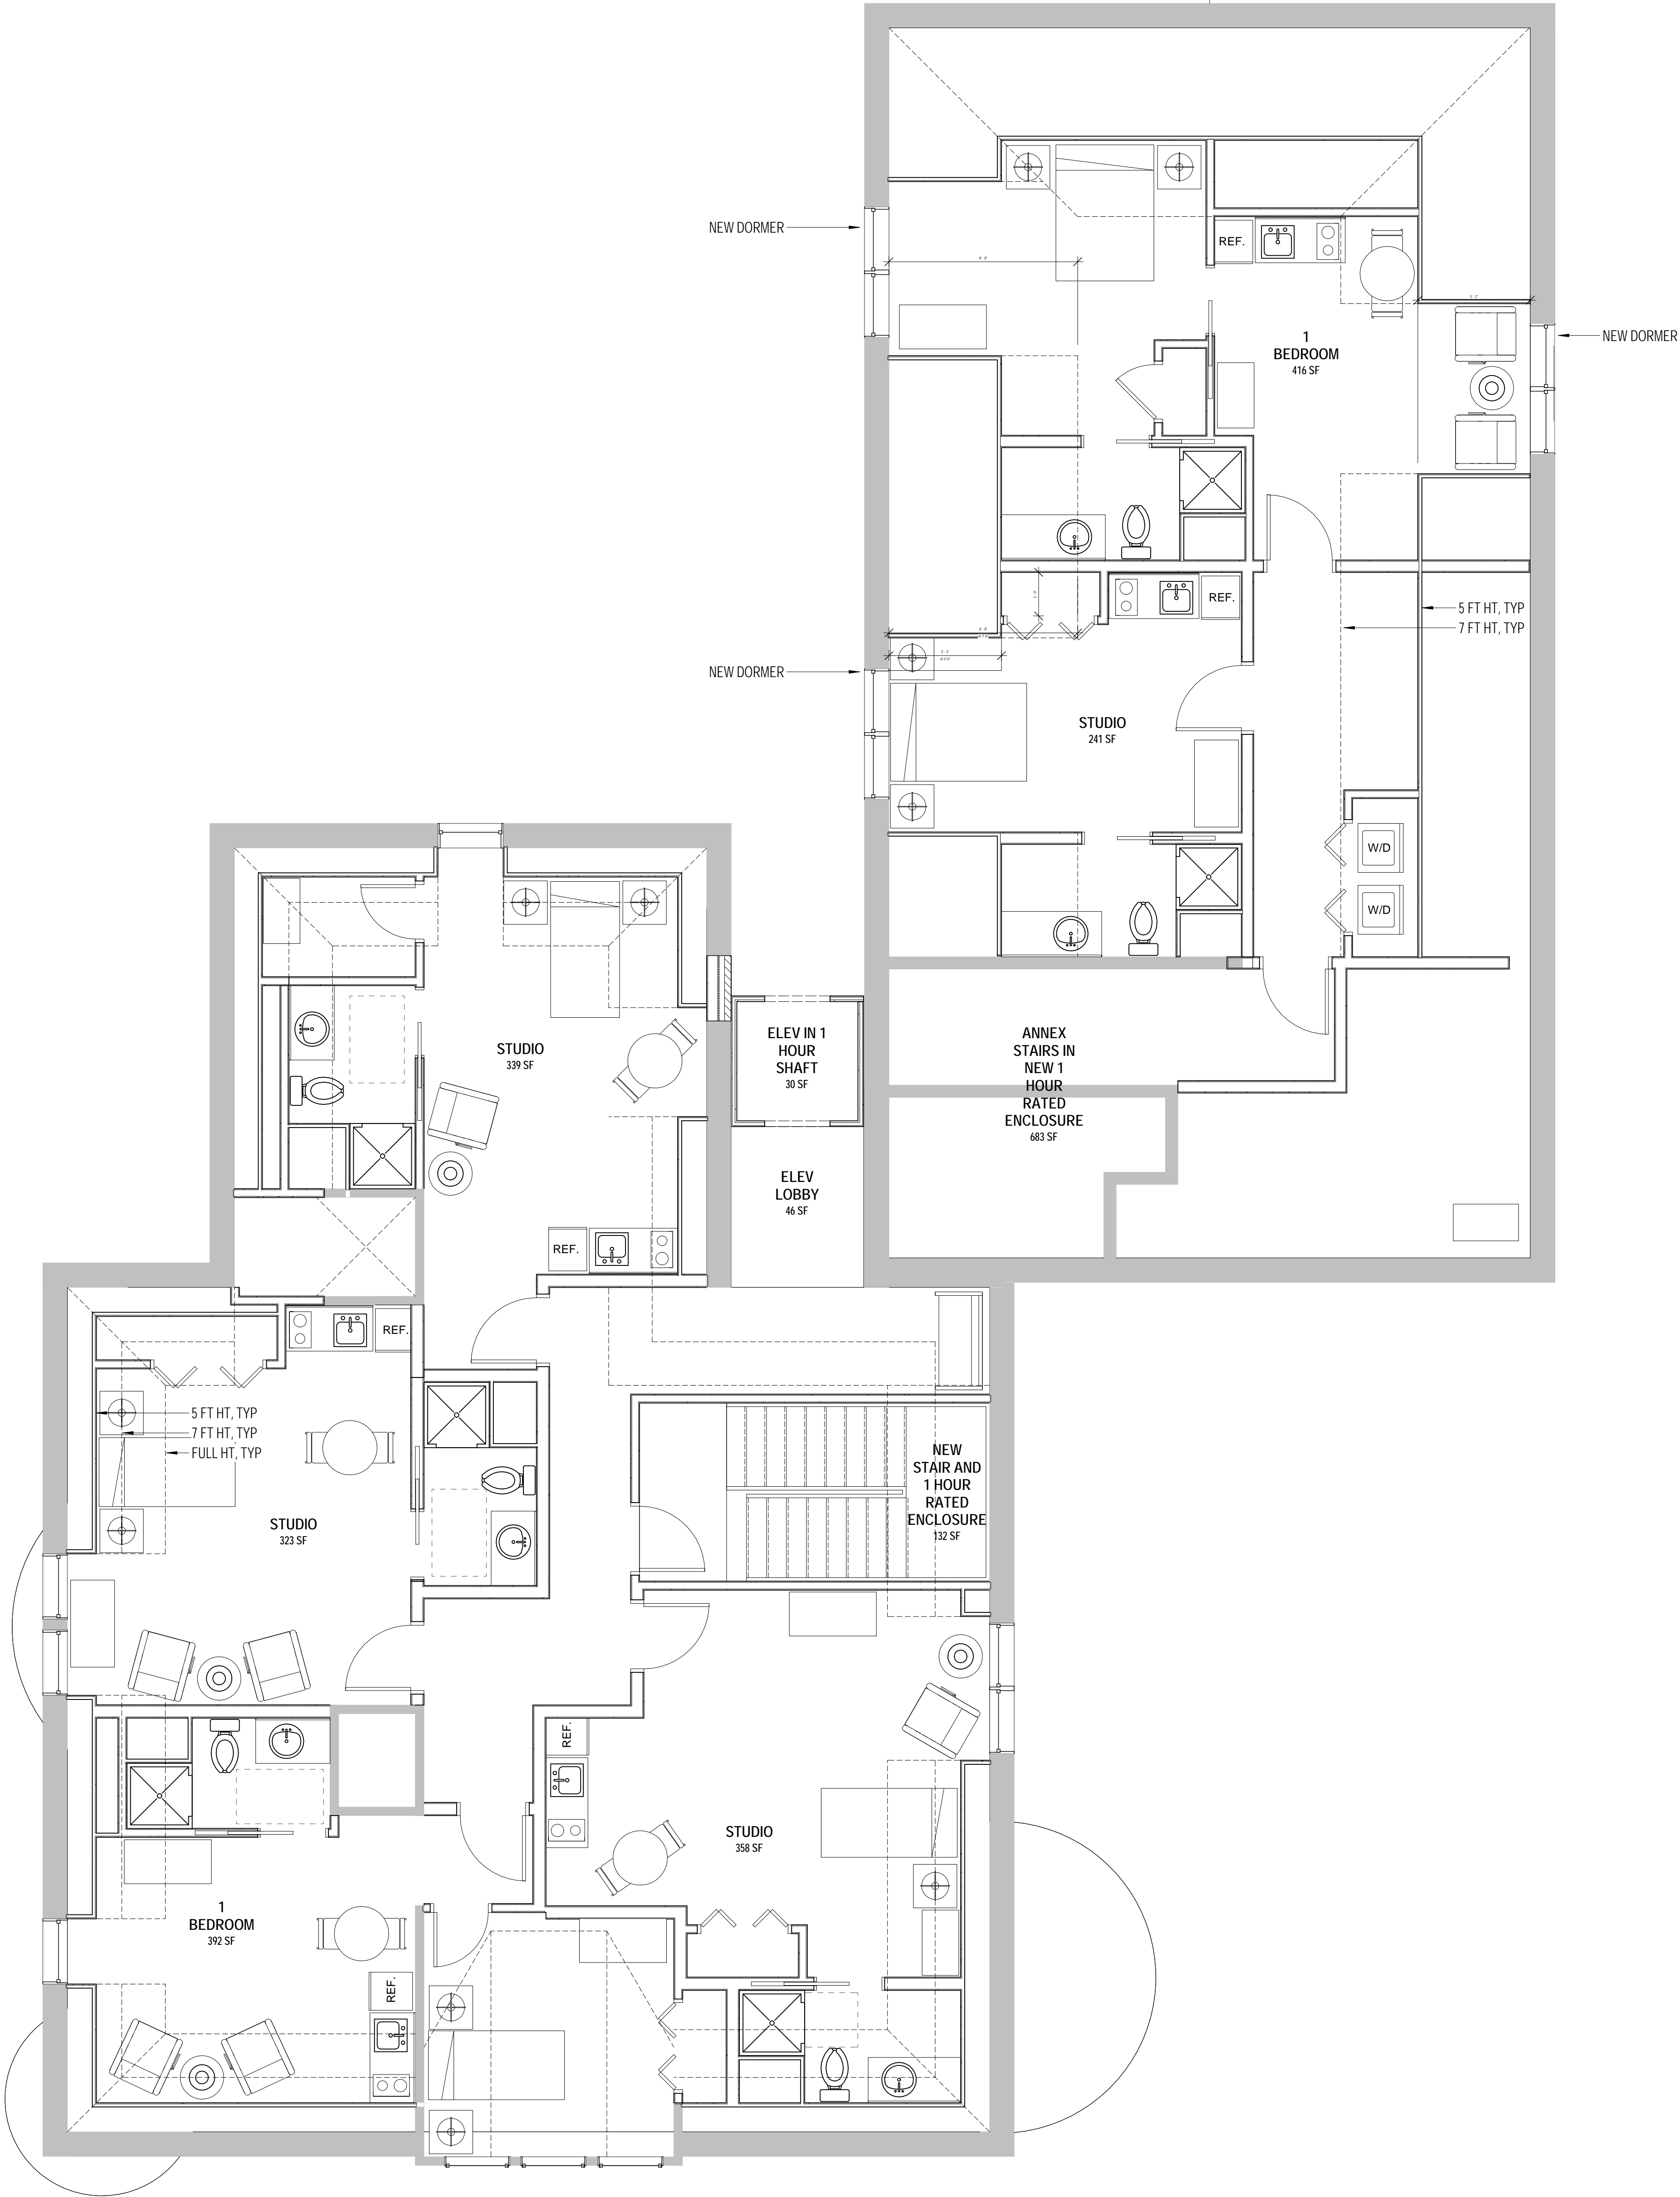 NEW DORMER
REF.
NEW DORMER
1
BEDROOM
416 SF
5 FT HT, TYP
7 FT HT, TYP
REF.
NEW DORMER
STUDIO
241 SF
W/D
W/D
STUDIO
339 SF
ELEV IN 1
HOUR
SHAFT
30 SF
ANNEX
STAIRS IN
NEW 1
HOUR
RATED
ENCLOSURE
683 SF
ELEV
LOBBY
46 SF
REF.
REF.
5 FT HT, TYP
7 FT HT, TYP
FULL HT, TYP
NEW
STAIR AND
1 HOUR
RATED
ENCLOSURE
132 SF
STUDIO
323 SF
REF.
STUDIO
358 SF
1
BEDROOM
392 SF
REF.